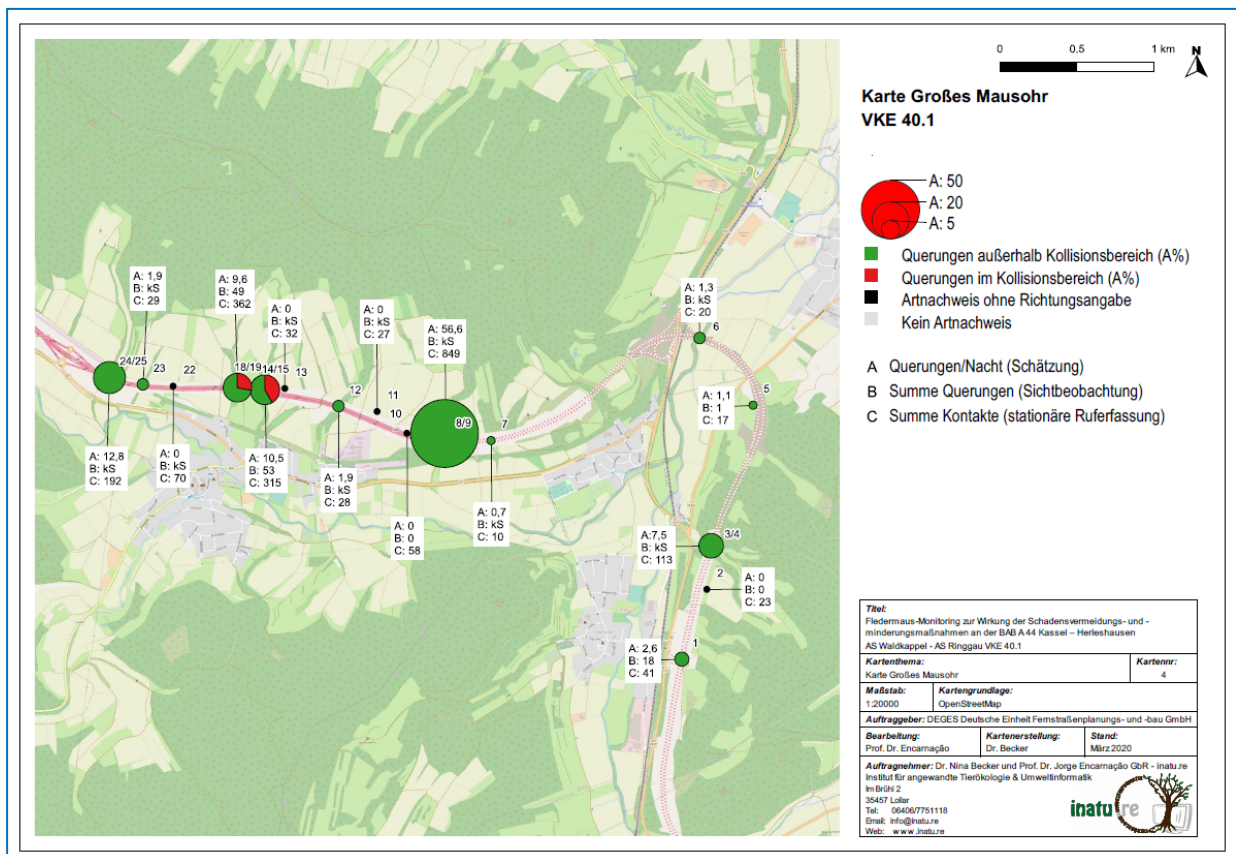 0 0.5 1 km
N
Karte Großes Mausohr
VKE 40.1
A: 50
A: 20
A: 5
Querungen außerhalb Kollisionsbereich (A%)
Querungen im Kollisionsbereich (A%)
Artnachweis ohne Richtungsangabe
Kein Artnachweis
A Querungen/Nacht (Schätzung)
B Summe Querungen (Sichtbeobachtung)
C Summe Kontakte (stationäre Ruferfassung)
A: 1,9
B: kS
C: 29
A: 9,6
B: 49
C: 362
A: 0
B: kS
C: 32
A: 0
B: kS
C: 27
A: 56,6
B: kS
C: 849
A: 1,3
B: kS
C: 20
24/25
23
22
18/19
14/15
13
12
11
10
8/9
7
6
5
3/4
2
1
A: 1,1
B: 1
C: 17
A: 12,8
B: kS
C: 192
A: 0
B: kS
C: 70
A: 10,5
B: 53
C: 315
A: 1,9
B: kS
C: 28
A: 0
B: 0
C: 58
A: 0,7
B: kS
C: 10
A:7,5
B: kS
C: 113
A: 0
B: 0
C: 23
A: 2,6
B: 18
C: 41
Titel:
Fledermaus-Monitoring zur Wirkung der Schadensvermeidungs- und -
minderungsmaßnahmen an der BAB A 44 Kassel – Herleshausen
AS Waldkappel - AS Ringgau VKE 40.1
Kartenthema: Kartennr:
Karte Großes Mausohr 4
Maßstab: Kartengrundlage:
1:20000 OpenStreetMap
Auftraggeber: DEGES Deutsche Einheit Fernstraßenplanungs- und -bau GmbH
Bearbeitung: Kartenerstellung: Stand:
Prof. Dr. Encarnação Dr. Becker März 2020
Auftragnehmer: Dr. Nina Becker und Prof. Dr. Jorge Encarnação GbR - inatu.re
Institut für angewandte Tierökologie & Umweltinformatik
Im Brühl 2
35457 Lollar
Tel: 06406/7751118
Email: info@inatu.re
Web: www.inatu.re
inatu.re